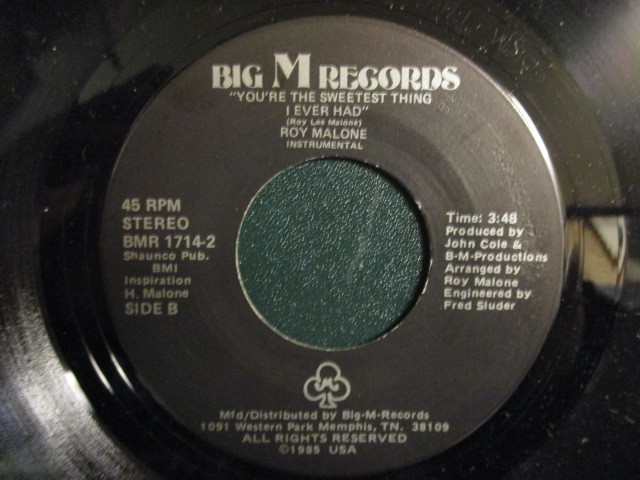 BIG M RECORDS
"YOU'RE THE SWEETEST THING
I EVER HAD"
(Roy Lee Malone)
ROY MALONE
INSTRUMENTAL
45 RPM
STEREO
BMR 1714-2
Shaunco Pub.
BMI
Inspiration
H. Malone
SIDE B
Time: 3:48
Produced by
John Cole &
B-M-Productions
Arranged by
Roy Malone
Engineered by
Fred Sluder
Mfd/Distributed by Big-M-Records
1091 Western Park Memphis, TN. 38109
ALL RIGHTS RESERVED
©1985 USA